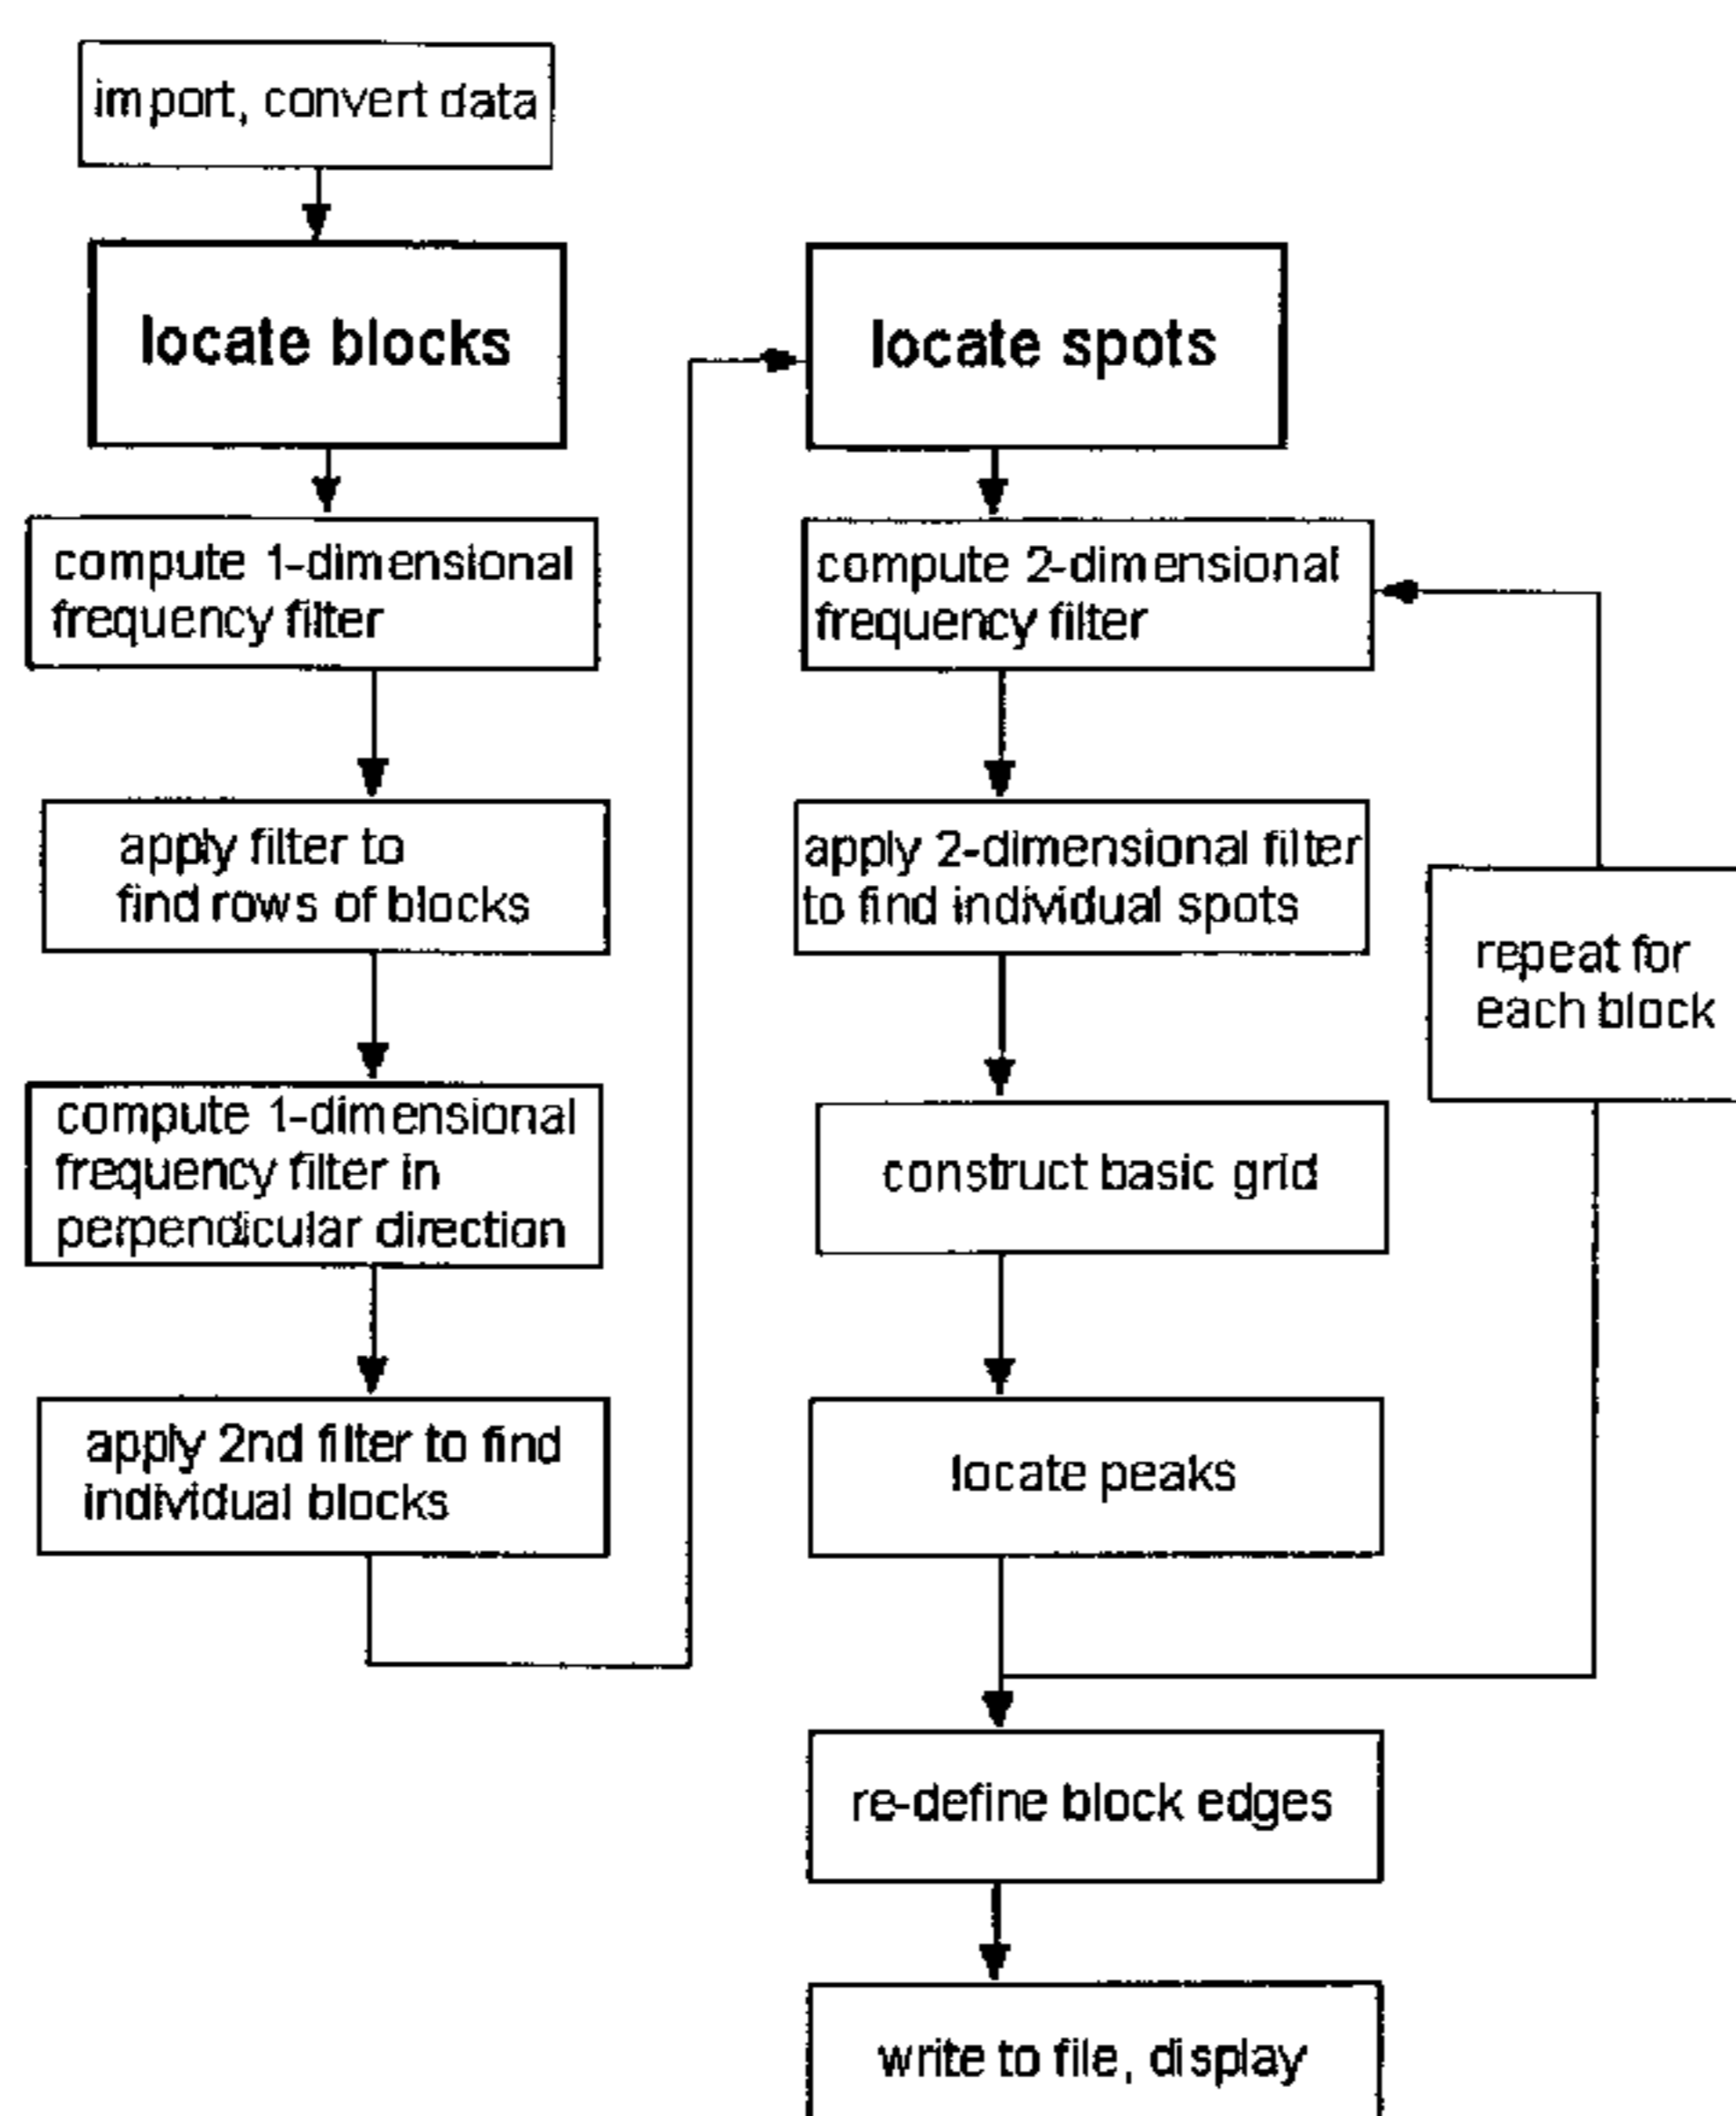 import, convert data
locate blocks
compute 1-dimensional
frequency filter
apply filter to
find rows of blocks
compute 1-dimensional
frequency filter in
perpendicular direction
apply 2nd filter to find
individual blocks
locate spots
compute 2-dimensional
frequency filter
apply 2-dimensional filter
to find individual spots
construct basic grid
locate peaks
repeat for
each block
re-define block edges
write to file, display